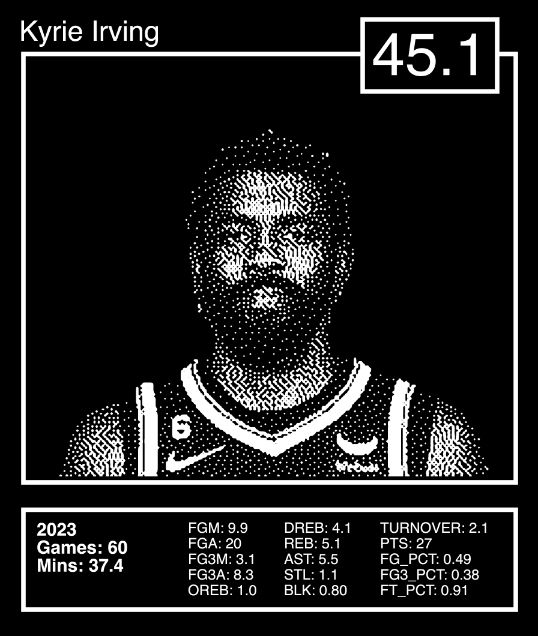 Kyrie Irving
45.1
6
Webull
2023
Games: 60
Mins: 37.4
FGM: 9.9
FGA: 20
FG3M: 3.1
FG3A: 8.3
OREB: 1.0
DREB: 4.1
REB: 5.1
AST: 5.5
STL: 1.1
BLK: 0.80
TURNOVER: 2.1
PTS: 27
FG_PCT: 0.49
FG3_PCT: 0.38
FT_PCT: 0.91